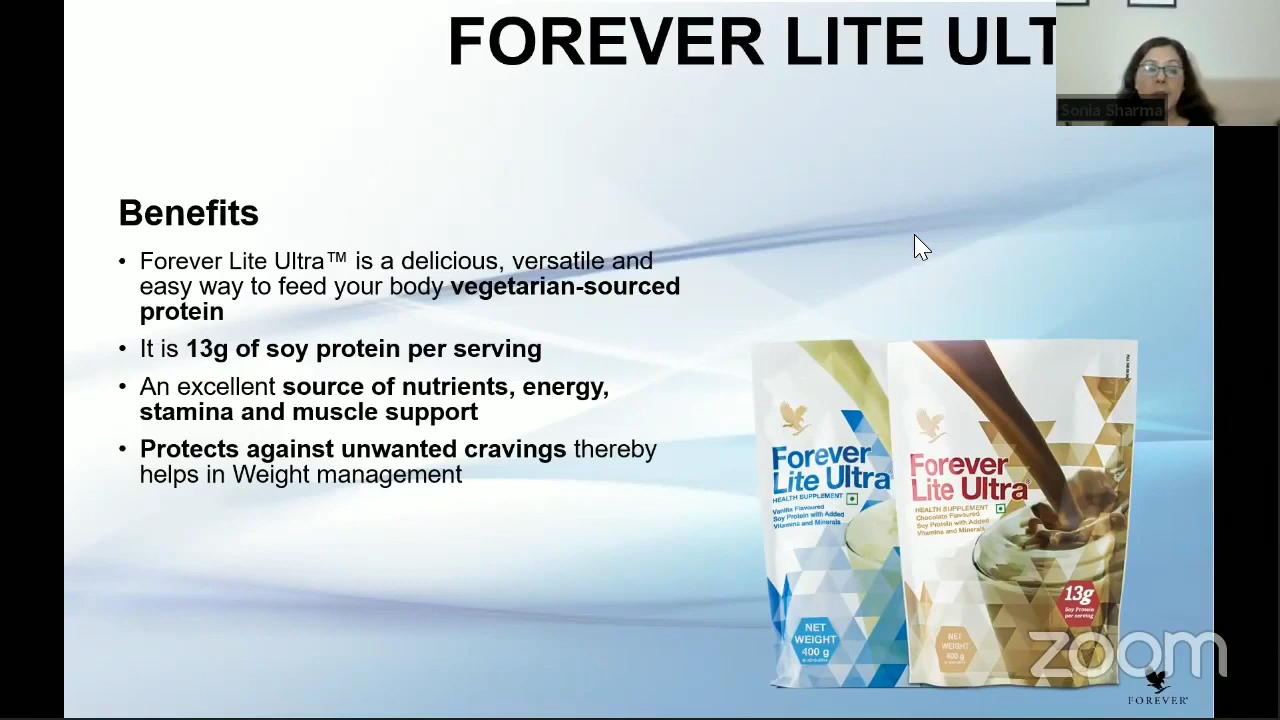 FOREVER LITE ULT
Sonia Sharma
Benefits
• Forever Lite Ultra™ is a delicious, versatile and
easy way to feed your body vegetarian-sourced
protein
• It is 13g of soy protein per serving
• An excellent source of nutrients, energy,
stamina and muscle support
• Protects against unwanted cravings thereby
helps in Weight management
Forever
Lite Ultra
HEALTH SUPPLEMENT
Vanilla Flavoured
Soy Protein with Added
Vitamins and Minerals
NET
WEIGHT
400 g
Forever
Lite Ultra®
HEALTH SUPPLEMENT
Chocolate Flavoured
Soy Protein with Added
Vitamins and Minerals
13g
Soy Protein
per serving
NET
WEIGHT
400 g
zoom
FOREVER®